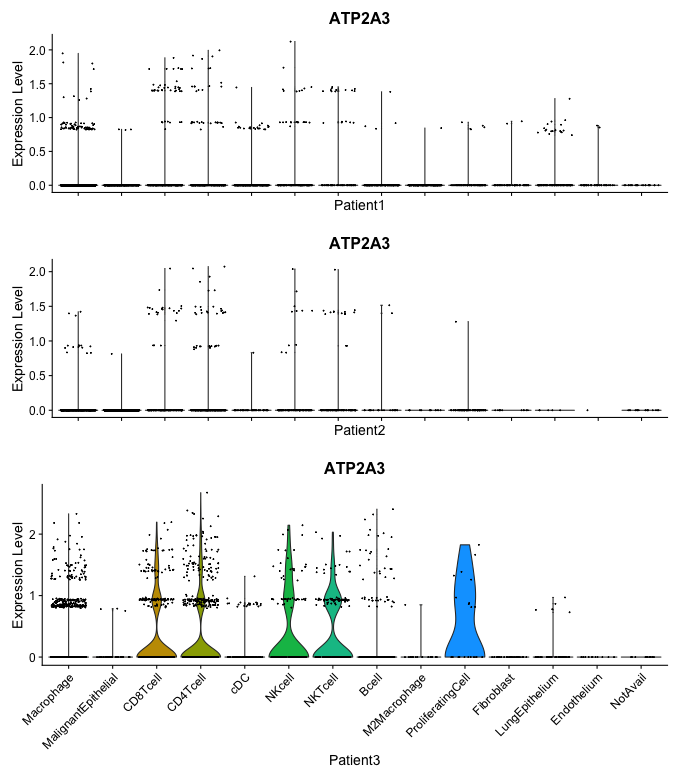 ATP2A3
Expression Level
2.0
1.5
1.0
0.5
0.0
Patient1
ATP2A3
Expression Level
2.0
1.5
1.0
0.5
0.0
Patient2
ATP2A3
Expression Level
2
1
0
Macrophage
MalignantEpithelial
CD8Tcell
CD4Tcell
cDC
NKcell
NKTcell
Bcell
M2Macrophage
ProliferatingCell
Fibroblast
LungEpithelium
Endothelium
NotAvail
Patient3